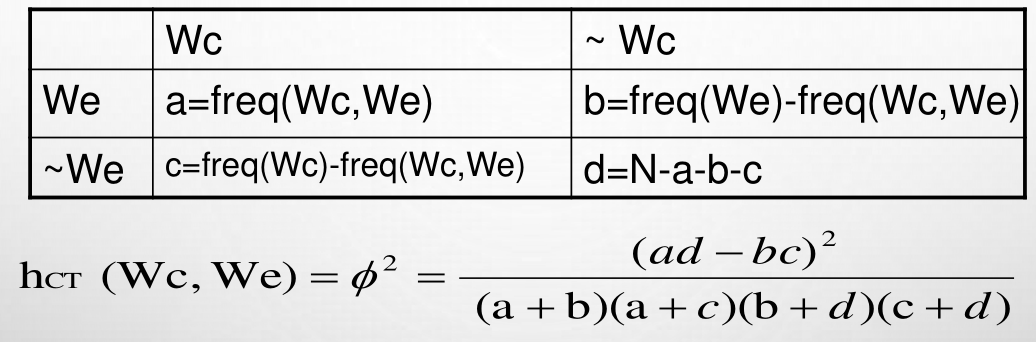 Wc ~ Wc
We a=freq(Wc,We) b=freq(We)-freq(Wc,We)
~We c=freq(Wc)-freq(Wc,We) d=N-a-b-c
(ad – bc)²
hCT (Wc, We) = ϕ² =
(a + b)(a + c)(b + d)(c + d)